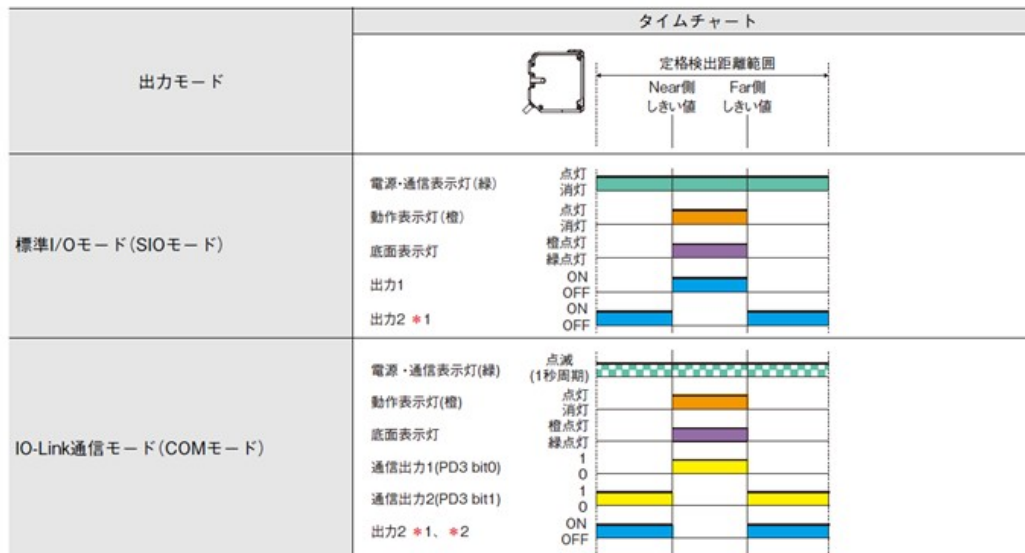 タイムチャート
出力モード
定格検出距離範囲
Near側
しきい値
Far側
しきい値
標準I/Oモード(SIOモード)
電源・通信表示灯(緑)
点灯
消灯
動作表示灯(橙)
点灯
消灯
底面表示灯
橙点灯
緑点灯
出力1
ON
OFF
出力2 *1
ON
OFF
IO-Link通信モード(COMモード)
電源・通信表示灯(緑)
点滅
(1秒周期)
動作表示灯(橙)
点灯
消灯
底面表示灯
橙点灯
緑点灯
通信出力1(PD3 bit0)
1
0
通信出力2(PD3 bit1)
1
0
出力2 *1、*2
ON
OFF